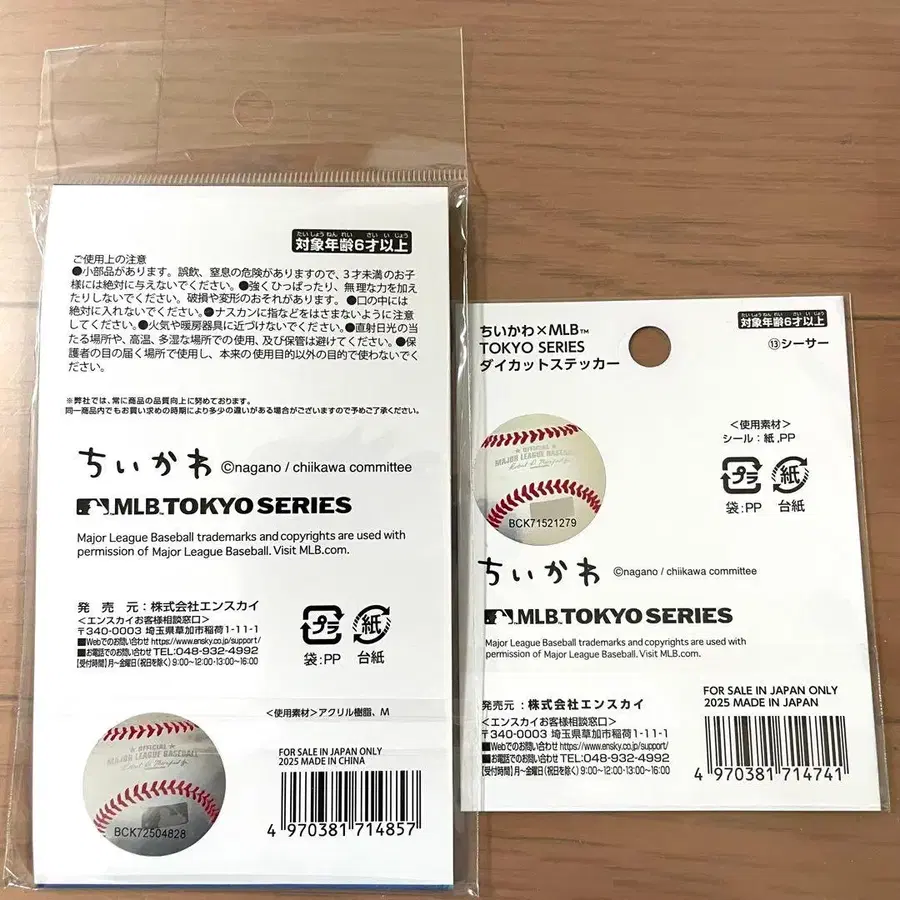 たいしょうねんれい さいいじょう
対象年齢6才以上
ご使用上の注意
●小部品があります。誤飲、窒息の危険がありますので、3才未満のお子
様には絶対に与えないでください。●強くひっぱったり、無理な力を加え
たりしないでください。破損や変形のおそれがあります。●口の中には
絶対に入れないでください。●ナスカンに指などをはさまないように注意
してください。●火気や暖房器具に近づけないでください。●直射日光の当
たる場所や、高温、多湿な場所での使用、及び保管は避けてください。●保
護者の目の届く場所で使用し、本来の使用目的以外の目的で使わないでく
ださい。
※弊社では、常に商品の品質向上に努めております。
同一商品内でもお買い求めの時期により多少の違いがある場合がございますので予めご了承ください。
ちいかわ ©nagano / chiikawa committee
MLB TOKYO SERIES
Major League Baseball trademarks and copyrights are used with
permission of Major League Baseball. Visit MLB.com.
発 売 元：株式会社エンスカイ
<エンスカイお客様相談窓口>
〒340-0003 埼玉県草加市稲荷1-11-1
■Webでのお問い合わせ https://www.ensky.co.jp/support/
■お電話でのお問い合わせ TEL:048-932-4992
【受付時間】月〜金曜日(祝日を除く) 9:00〜12:00・13:00〜16:00
プラ 紙
袋:PP 台紙
<使用素材>アクリル樹脂、M
OFFICIAL
MAJOR LEAGUE BASEBALL
BCK72504828
FOR SALE IN JAPAN ONLY
2025 MADE IN CHINA
4 970381 714857
ちいかわ×MLB™
TOKYO SERIES
ダイカットステッカー
たいしょうねんれい さいいじょう
対象年齢6才以上
⑬シーサー
OFFICIAL
MAJOR LEAGUE BASEBALL
BCK71521279
<使用素材>
シール:紙,PP
プラ 紙
袋:PP 台紙
ちいかわ ©nagano / chiikawa committee
MLB TOKYO SERIES
Major League Baseball trademarks and copyrights are used with
permission of Major League Baseball. Visit MLB.com.
発売元：株式会社エンスカイ
<エンスカイお客様相談窓口>
〒340-0003 埼玉県草加市稲荷1-11-1
■Webでのお問い合わせ https://www.ensky.co.jp/support/
■お電話でのお問い合わせ TEL:048-932-4992
【受付時間】月〜金曜日(祝日を除く) 9:00〜12:00・13:00〜16:00
FOR SALE IN JAPAN ONLY
2025 MADE IN JAPAN
4 970381 714741